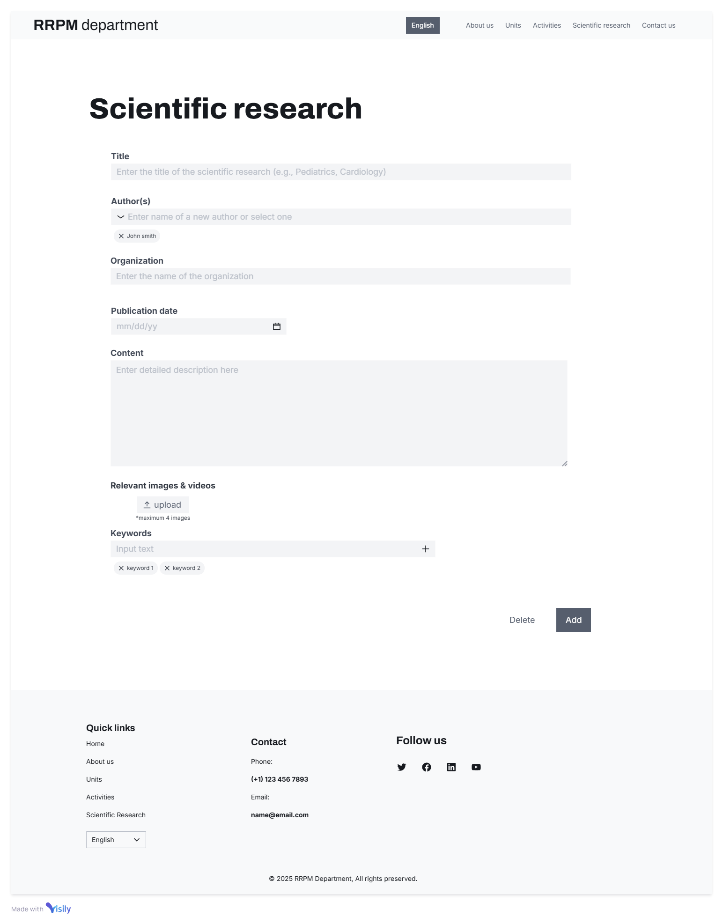 RRPM department
English
About us
Units
Activities
Scientific research
Contact us
Scientific research
Title
Enter the title of the scientific research (e.g., Pediatrics, Cardiology)
Author(s)
Enter name of a new author or select one
John smith
Organization
Enter the name of the organization
Publication date
mm/dd/yy
Content
Enter detailed description here
Relevant images & videos
upload
*maximum 4 images
Keywords
Input text
keyword 1
keyword 2
Delete
Add
Quick links
Home
About us
Units
Activities
Scientific Research
English
Contact
Phone:
(+1) 123 456 7893
Email:
name@email.com
Follow us
© 2025 RRPM Department, All rights preserved.
Made with Visily